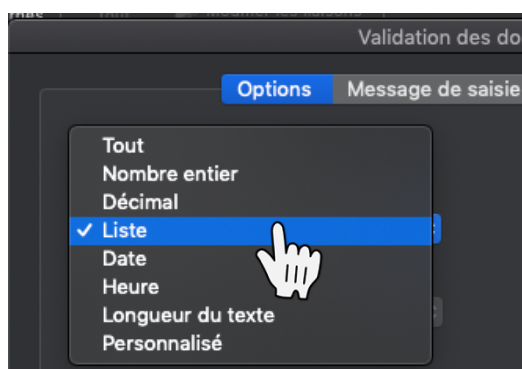 Validation des do
Options Message de saisie
Tout
Nombre entier
Décimal
✓ Liste
Date
Heure
Longueur du texte
Personnalisé